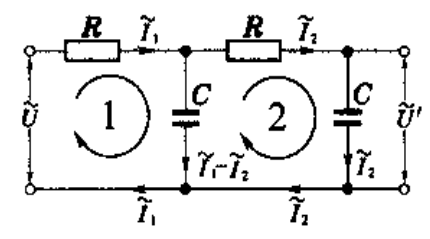 R Ĩ₁ R Ĩ₂
C C
Ũ 1 2 Ũ'
Ĩ₁-Ĩ₂ Ĩ₂
Ĩ₁ Ĩ₂